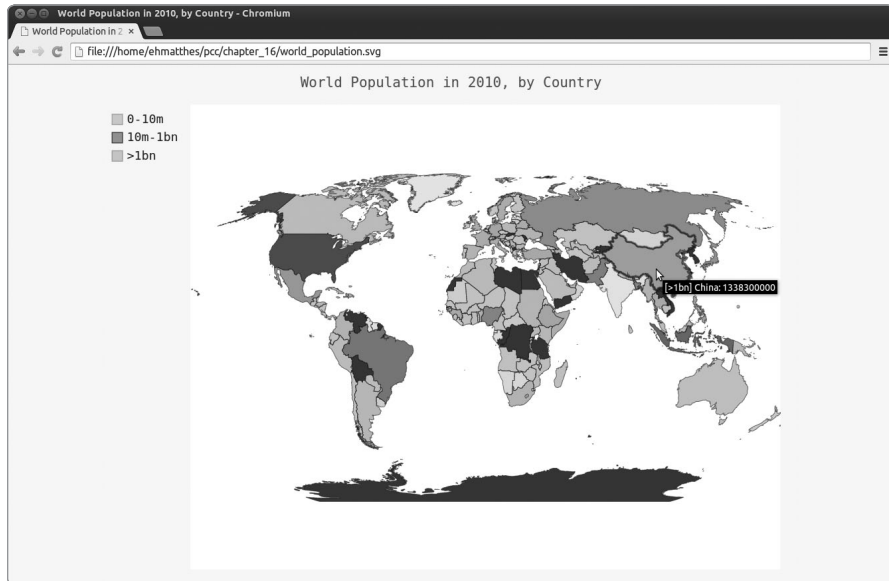 World Population in 2010, by Country - Chromium
World Population in 2
file:///home/ehmatthes/pcc/chapter_16/world_population.svg
World Population in 2010, by Country
0-10m
10m-1bn
>1bn
[>1bn] China: 1338300000